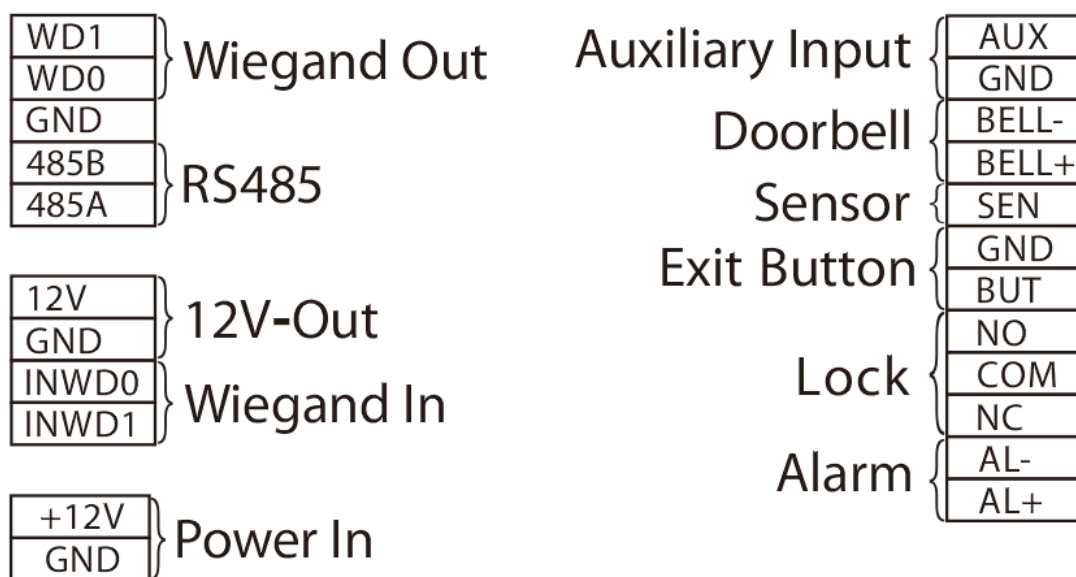 WD1
WD0
Wiegand Out
GND
485B
485A
RS485
12V
GND
12V-Out
INWD0
INWD1
Wiegand In
+12V
GND
Power In
Auxiliary Input
AUX
GND
Doorbell
BELL-
BELL+
Sensor
SEN
Exit Button
GND
BUT
Lock
NO
COM
NC
Alarm
AL-
AL+